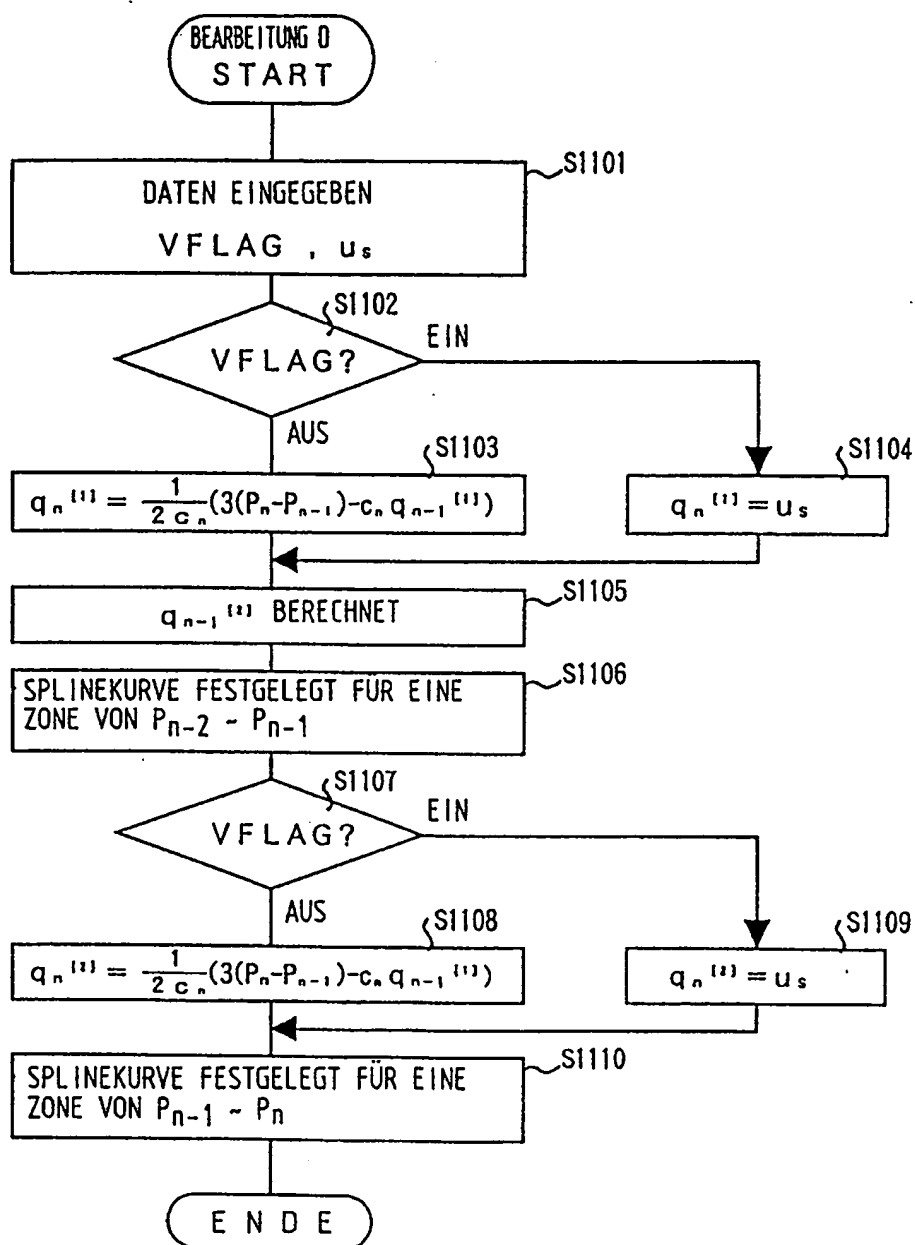 BEARBEITUNG D
START
S1101
DATEN EINGEGEBEN
VFLAG , us
S1102
VFLAG?
EIN
AUS
S1103
qn[1] = 1/2cn (3(Pn-Pn-1)-cn qn-1[1])
S1104
qn[1] = us
S1105
qn-1[2] BERECHNET
S1106
SPLINEKURVE FESTGELEGT FÜR EINE
ZONE VON Pn-2 ~ Pn-1
S1107
VFLAG?
EIN
AUS
S1108
qn[2] = 1/2cn (3(Pn-Pn-1)-cn qn-1[1])
S1109
qn[2] = us
S1110
SPLINEKURVE FESTGELEGT FÜR EINE
ZONE VON Pn-1 ~ Pn
ENDE